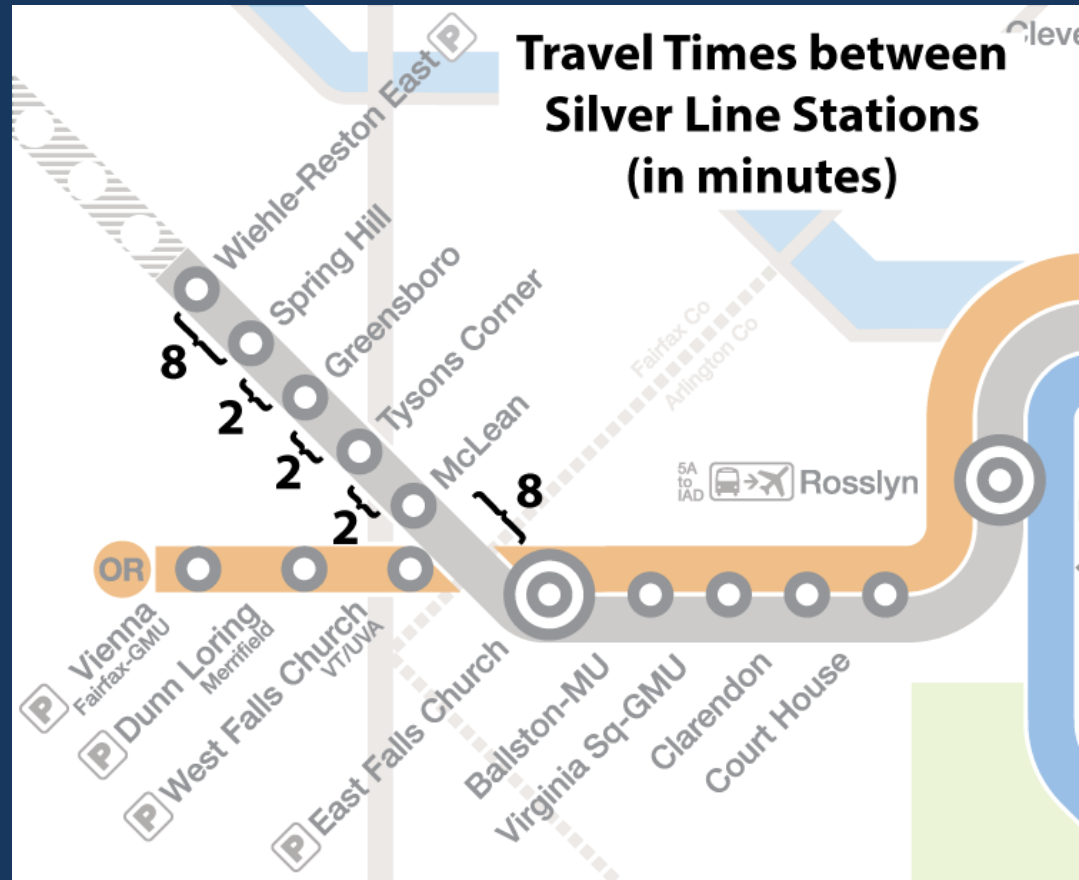 Travel Times between
Silver Line Stations
(in minutes)
Wiehle-Reston East P
Spring Hill
Greensboro
Tysons Corner
McLean
8
2
2
2
8
Fairfax Co
Arlington Co
5A
to
IAD
Rosslyn
OR
Vienna
Fairfax-GMU
P
Dunn Loring
Merrifield
P
West Falls Church
VT/UVA
P
East Falls Church
P
Ballston-MU
Virginia Sq-GMU
Clarendon
Court House